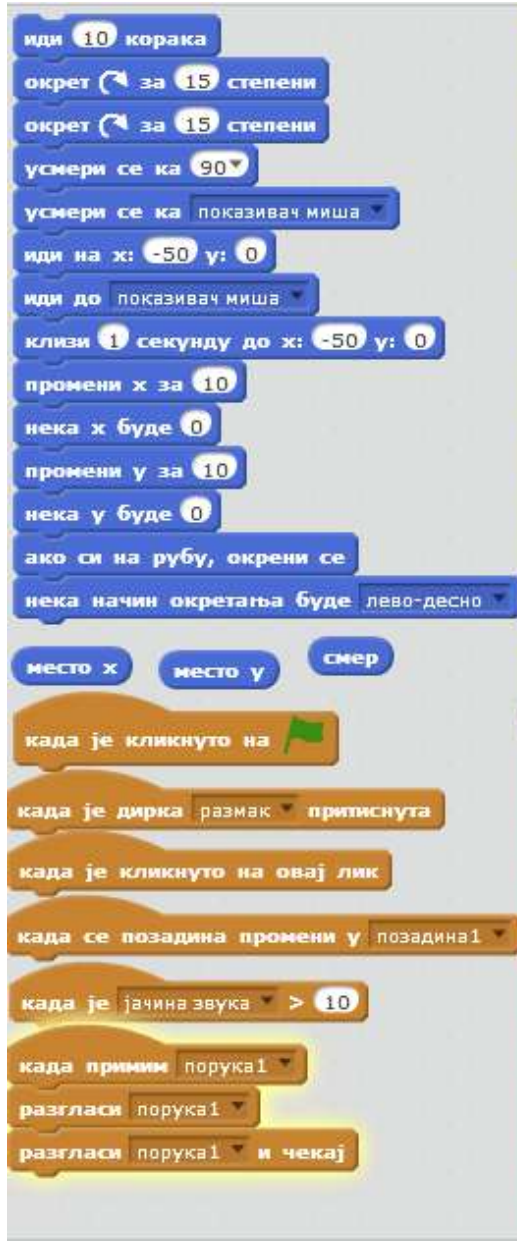 иди 10 корака
окрет за 15 степени
окрет за 15 степени
усмери се ка 90
усмери се ка показивач миша
иди на x: -50 y: 0
иди до показивач миша
клизи 1 секунду до x: -50 y: 0
промени x за 10
нека x буде 0
промени y за 10
нека y буде 0
ако си на рубу, окрени се
нека начин окретања буде лево-десно
место x место y смер
када је кликнуто на
када је дирка размак притиснута
када је кликнуто на овај лик
када се позадина промени у позадина1
када је јачина звука > 10
када примим порука1
разгласи порука1
разгласи порука1 и чекај